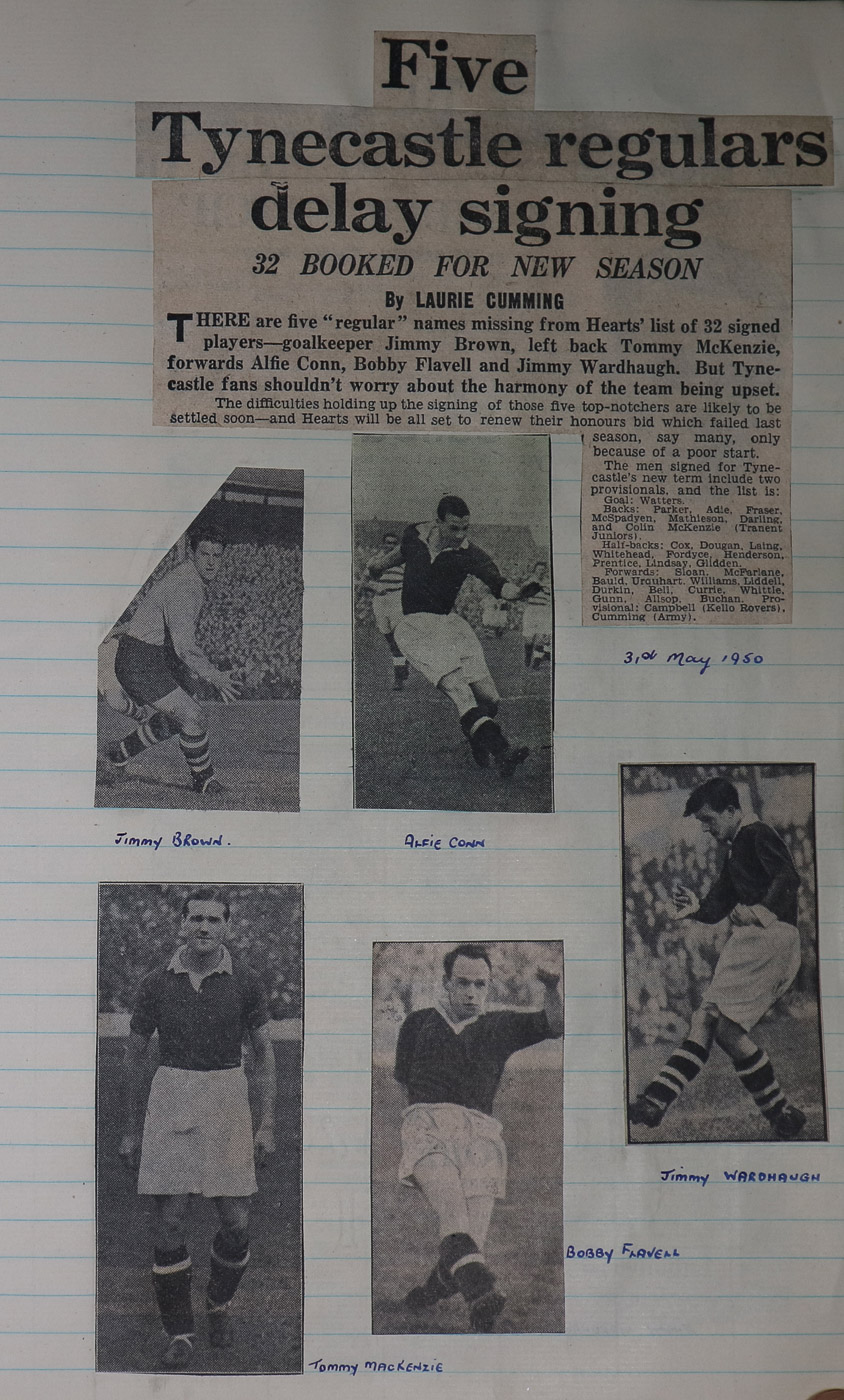 Five
Tynecastle regulars
delay signing
32 BOOKED FOR NEW SEASON
By LAURIE CUMMING
THERE are five "regular" names missing from Hearts' list of 32 signed
players—goalkeeper Jimmy Brown, left back Tommy McKenzie,
forwards Alfie Conn, Bobby Flavell and Jimmy Wardhaugh. But Tyne-
castle fans shouldn't worry about the harmony of the team being upset.
The difficulties holding up the signing of those five top-notchers are likely to be
settled soon—and Hearts will be all set to renew their honours bid which failed last
season, say many, only
because of a poor start.
The men signed for Tyne-
castle's new term include two
provisionals, and the list is:
Goal: Watters.
Backs: Parker, Adie, Fraser,
McSpadyen, Mathieson, Darling,
and Colin McKenzie (Tranent
Juniors).
Half-backs: Cox, Dougan, Laing,
Whitehead, Fordyce, Henderson,
Prentice, Lindsay, Glidden.
Forwards: Sloan, McFarlane,
Bauld, Urquhart, Williams, Liddell,
Durkin, Bell, Currie, Whittle,
Gunn, Allsop, Buchan. Pro-
visional: Campbell (Kello Rovers),
Cumming (Army).
31st May 1950
Jimmy BROWN.
ALFIE CONN
Jimmy WARDHAUGH
BOBBY FLAVELL
Tommy MACKENZIE